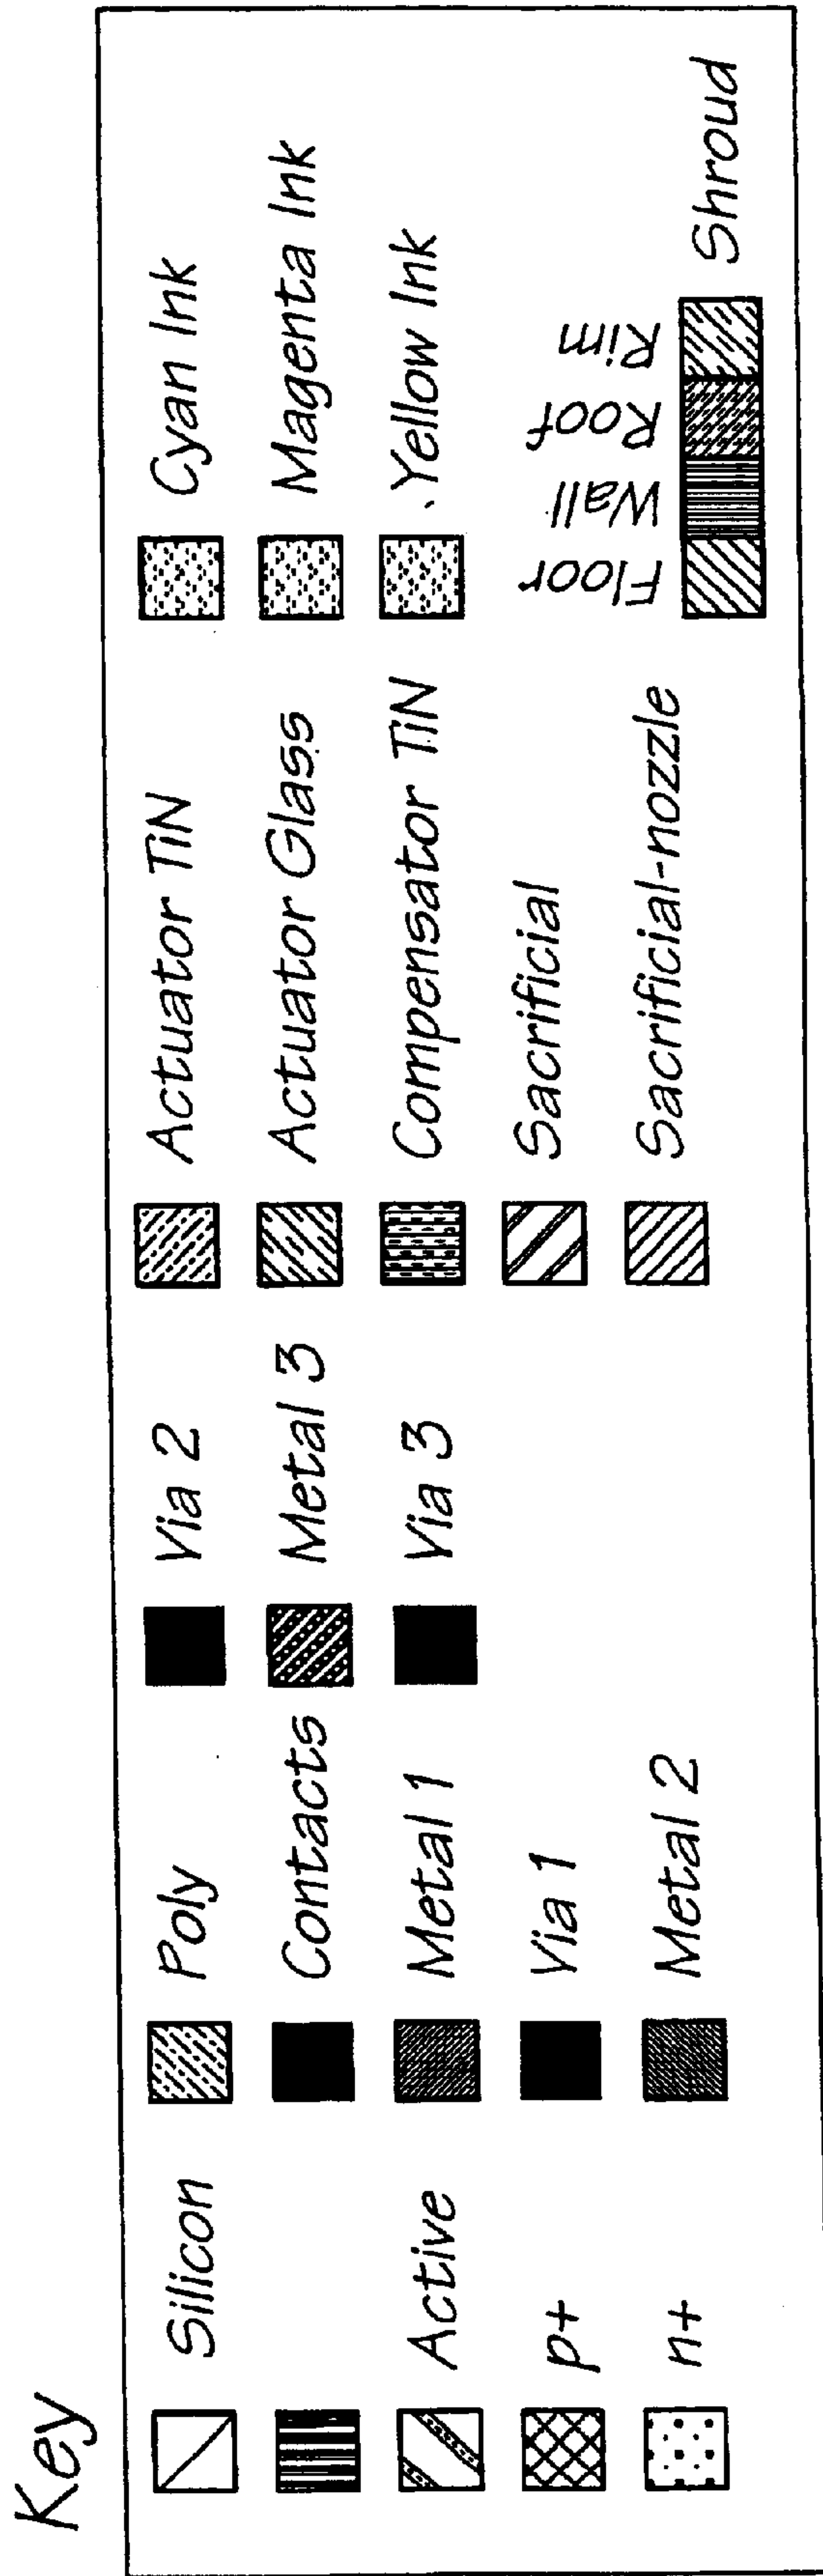 Key
Silicon
Active
p+
n+
Poly
Contacts
Metal 1
Via 1
Metal 2
Via 2
Metal 3
Via 3
Actuator TiN
Actuator Glass
Compensator TiN
Sacrificial
Sacrificial-nozzle
Cyan Ink
Magenta Ink
Yellow Ink
Floor
Wall
Roof
Rim
Shroud